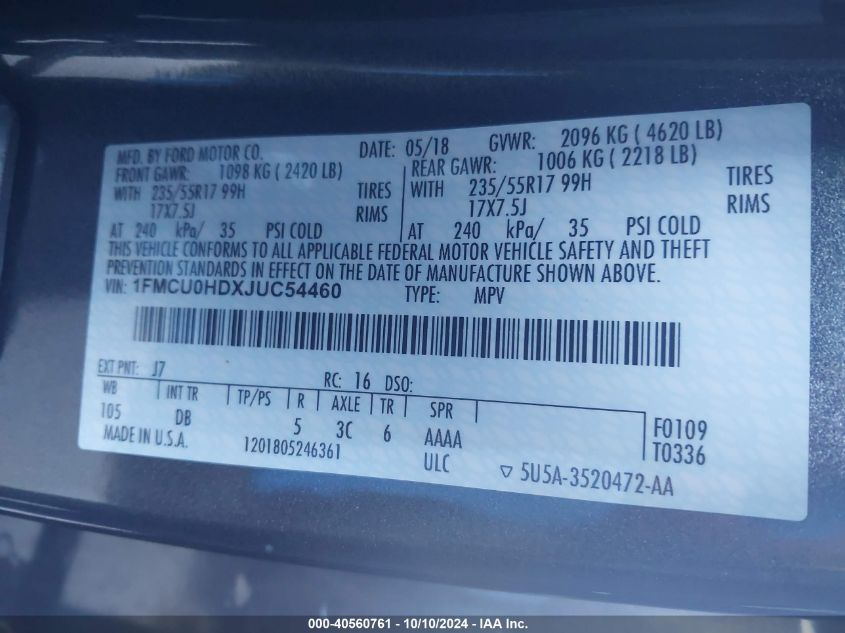 MFD. BY FORD MOTOR CO. DATE: 05/18 GVWR: 2096 KG ( 4620 LB)
FRONT GAWR: 1098 KG ( 2420 LB) REAR GAWR: 1006 KG ( 2218 LB)
WITH 235/55R17 99H TIRES WITH 235/55R17 99H TIRES
17X7.5J RIMS 17X7.5J RIMS
AT 240 kPa/ 35 PSI COLD AT 240 kPa/ 35 PSI COLD
THIS VEHICLE CONFORMS TO ALL APPLICABLE FEDERAL MOTOR VEHICLE SAFETY AND THEFT
PREVENTION STANDARDS IN EFFECT ON THE DATE OF MANUFACTURE SHOWN ABOVE.
VIN: 1FMCU0HDXJUC54460 TYPE: MPV
EXT PNT: J7 RC: 16 DSO:
WB INT TR TP/PS R AXLE TR SPR
105 DB 5 3C 6 AAAA F0109
MADE IN U.S.A. 1201805246361 ULC T0336
5U5A-3520472-AA
000-40560761 - 10/10/2024 - IAA Inc.